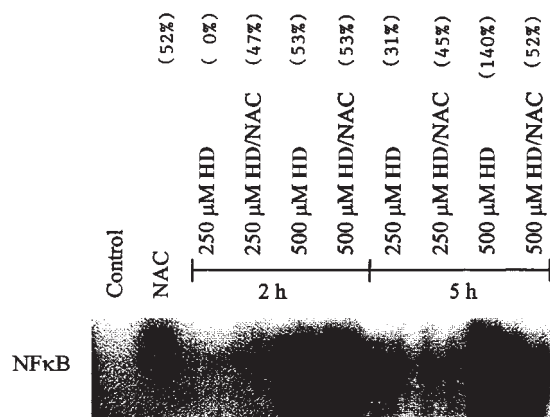 (52%)
( 0%)
(47%)
(53%)
(53%)
(31%)
(45%)
(140%)
(52%)
Control
NAC
250 µM HD
250 µM HD/NAC
500 µM HD
500 µM HD/NAC
250 µM HD
250 µM HD/NAC
500 µM HD
500 µM HD/NAC
2 h
5 h
NFκB